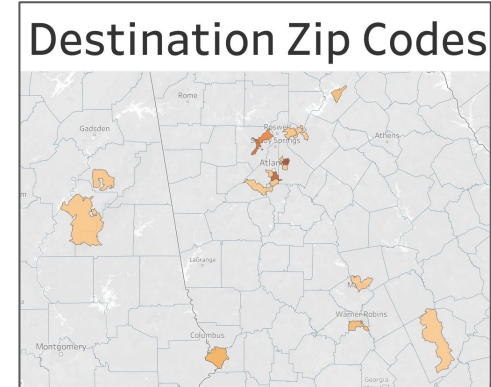 Destination Zip Codes
Rome
Gadsden
Roswell
Sandy Springs
Athens
Atlanta
LaGrange
Warner Robins
Columbus
Montgomery
Georgia